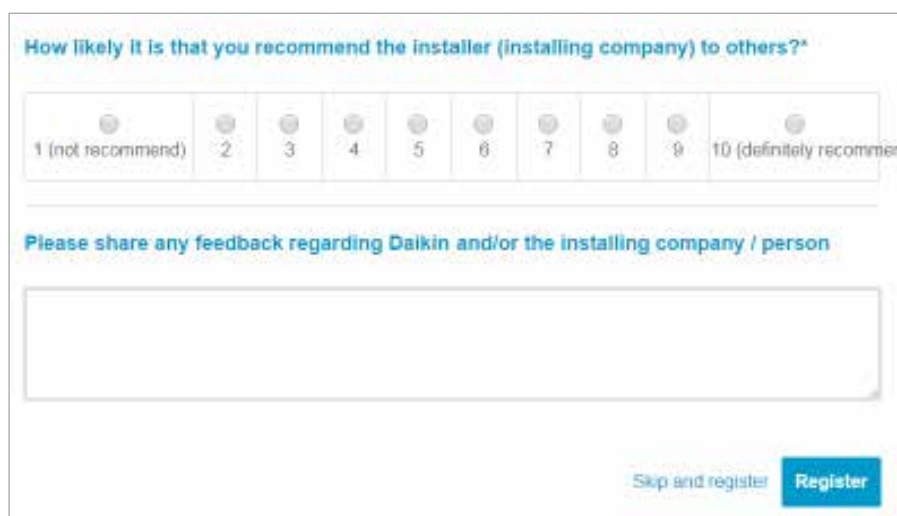 How likely it is that you recommend the installer (installing company) to others?*
1 (not recommend) 2 3 4 5 6 7 8 9 10 (definitely recommer
Please share any feedback regarding Daikin and/or the installing company / person
Skip and register Register